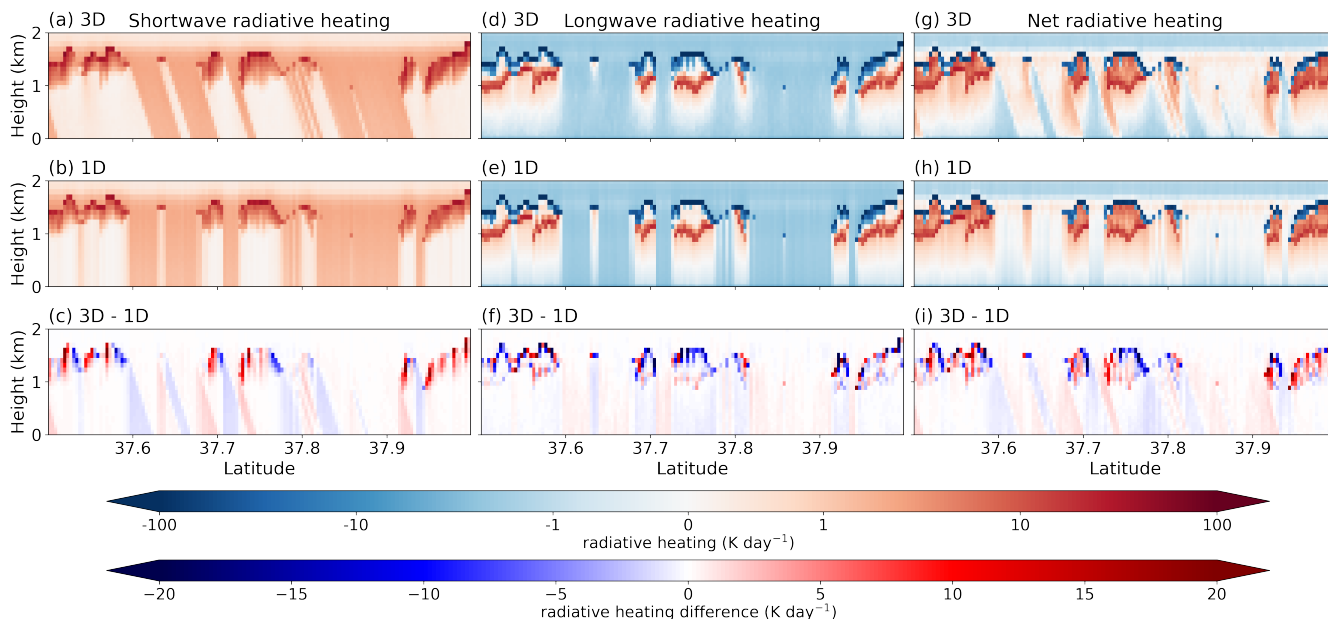 (a) 3D Shortwave radiative heating (d) 3D Longwave radiative heating (g) 3D Net radiative heating
2
1
0
Height (km)
(b) 1D (e) 1D (h) 1D
2
1
0
Height (km)
(c) 3D - 1D (f) 3D - 1D (i) 3D - 1D
2
1
0
Height (km)
37.6 37.7 37.8 37.9 37.6 37.7 37.8 37.9 37.6 37.7 37.8 37.9
Latitude Latitude Latitude
-100 -10 -1 0 1 10 100
radiative heating (K day⁻¹)
−20 −15 −10 −5 0 5 10 15 20
radiative heating difference (K day⁻¹)